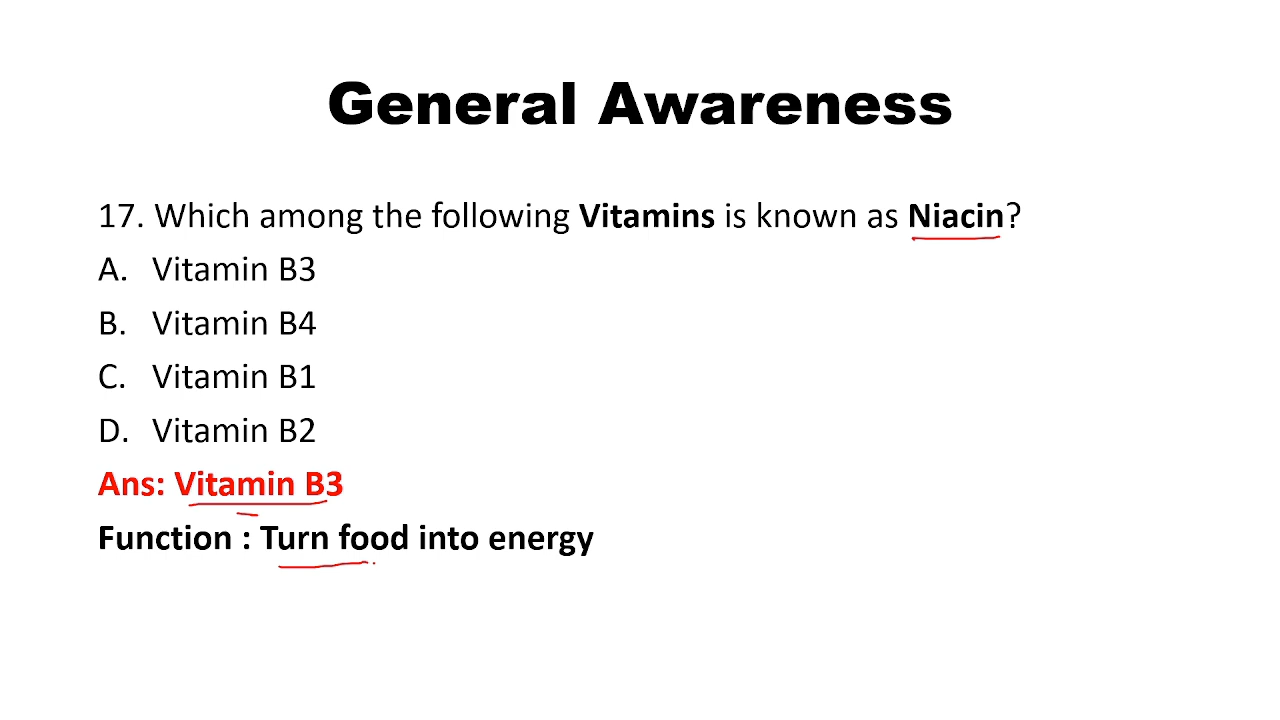 General Awareness
17. Which among the following Vitamins is known as Niacin?
A. Vitamin B3
B. Vitamin B4
C. Vitamin B1
D. Vitamin B2
Ans: Vitamin B3
Function : Turn food into energy